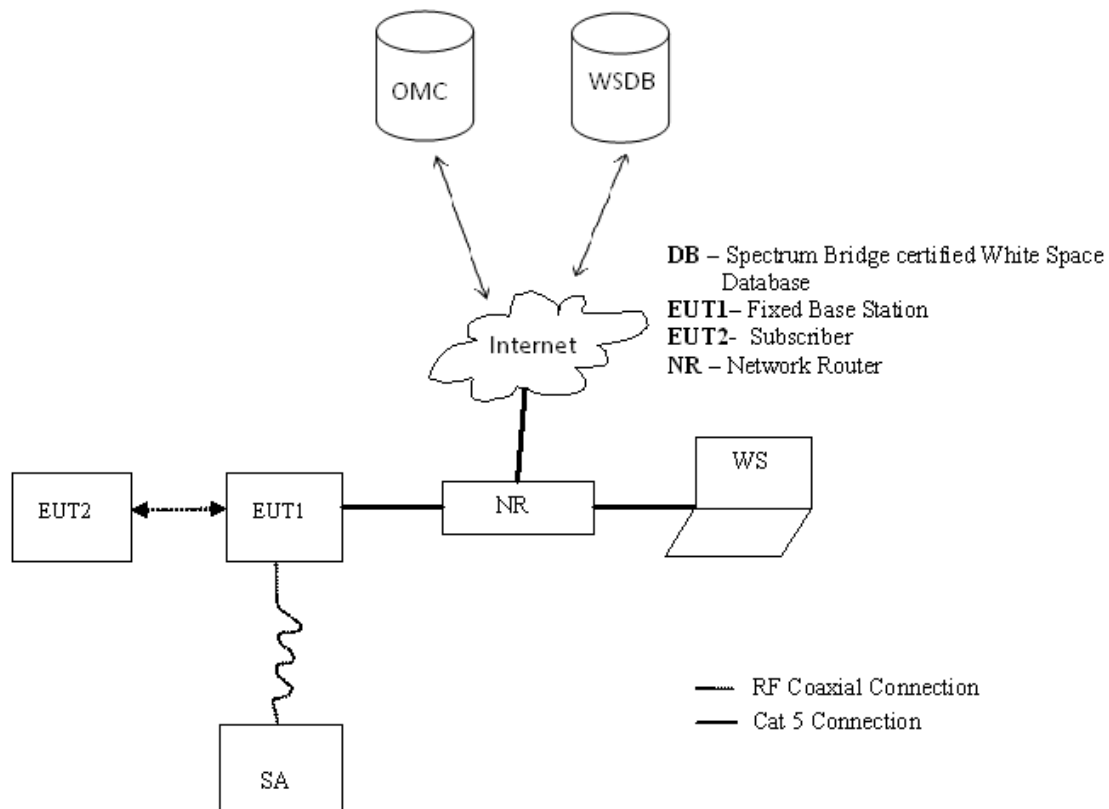 OMC
WSDB
DB – Spectrum Bridge certified White Space
Database
EUT1– Fixed Base Station
EUT2- Subscriber
NR – Network Router
Internet
WS
EUT2
EUT1
NR
RF Coaxial Connection
Cat 5 Connection
SA